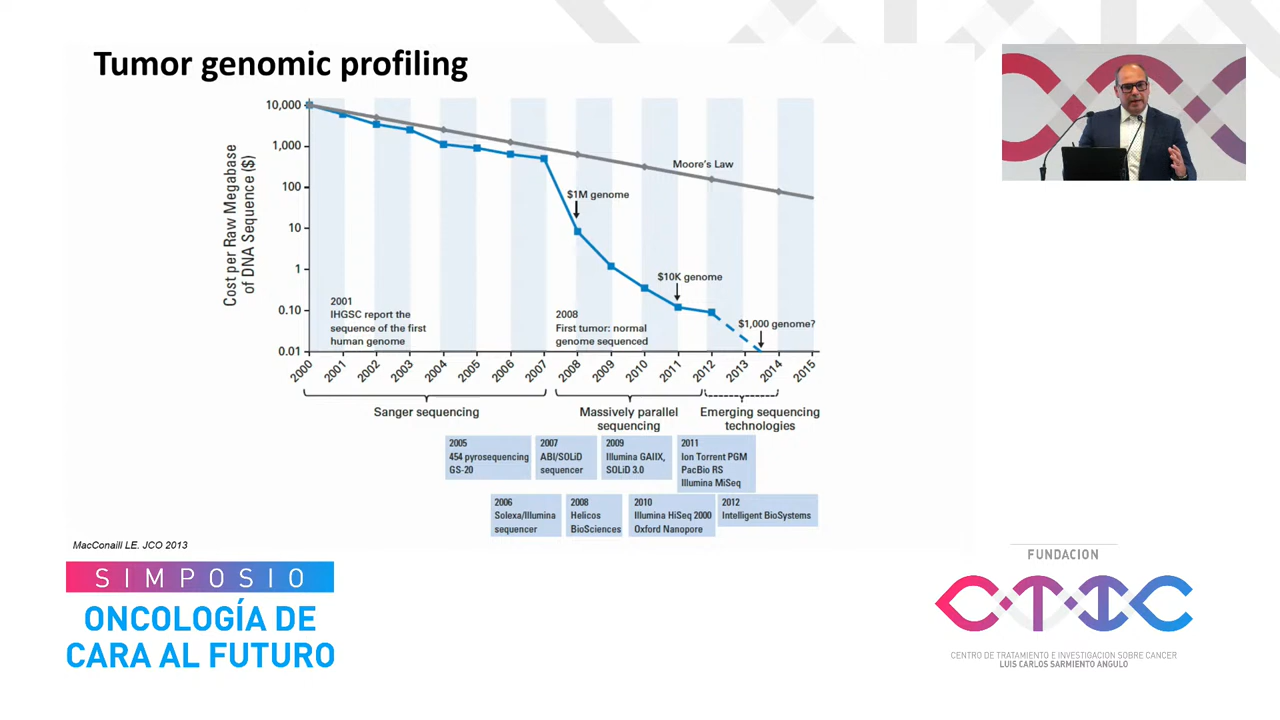 Tumor genomic profiling
Cost per Raw Megabase
of DNA Sequence ($)
10,000
1,000
100
10
1
0.10
0.01
Moore's Law
$1M genome
$10K genome
$1,000 genome?
2001
IHGSC report the
sequence of the first
human genome
2008
First tumor: normal
genome sequenced
2000
2001
2002
2003
2004
2005
2006
2007
2008
2009
2010
2011
2012
2013
2014
2015
Sanger sequencing
Massively parallel
sequencing
Emerging sequencing
technologies
2005
454 pyrosequencing
GS-20
2007
ABI/SOLiD
sequencer
2009
Illumina GAIIX,
SOLiD 3.0
2011
Ion Torrent PGM
PacBio RS
Illumina MiSeq
2006
Solexa/Illumina
sequencer
2008
Helicos
BioSciences
2010
Illumina HiSeq 2000
Oxford Nanopore
2012
Intelligent BioSystems
MacConaill LE. JCO 2013
SIMPOSIO
ONCOLOGÍA DE
CARA AL FUTURO
FUNDACION
CTIC
CENTRO DE TRATAMIENTO E INVESTIGACION SOBRE CANCER
LUIS CARLOS SARMIENTO ANGULO